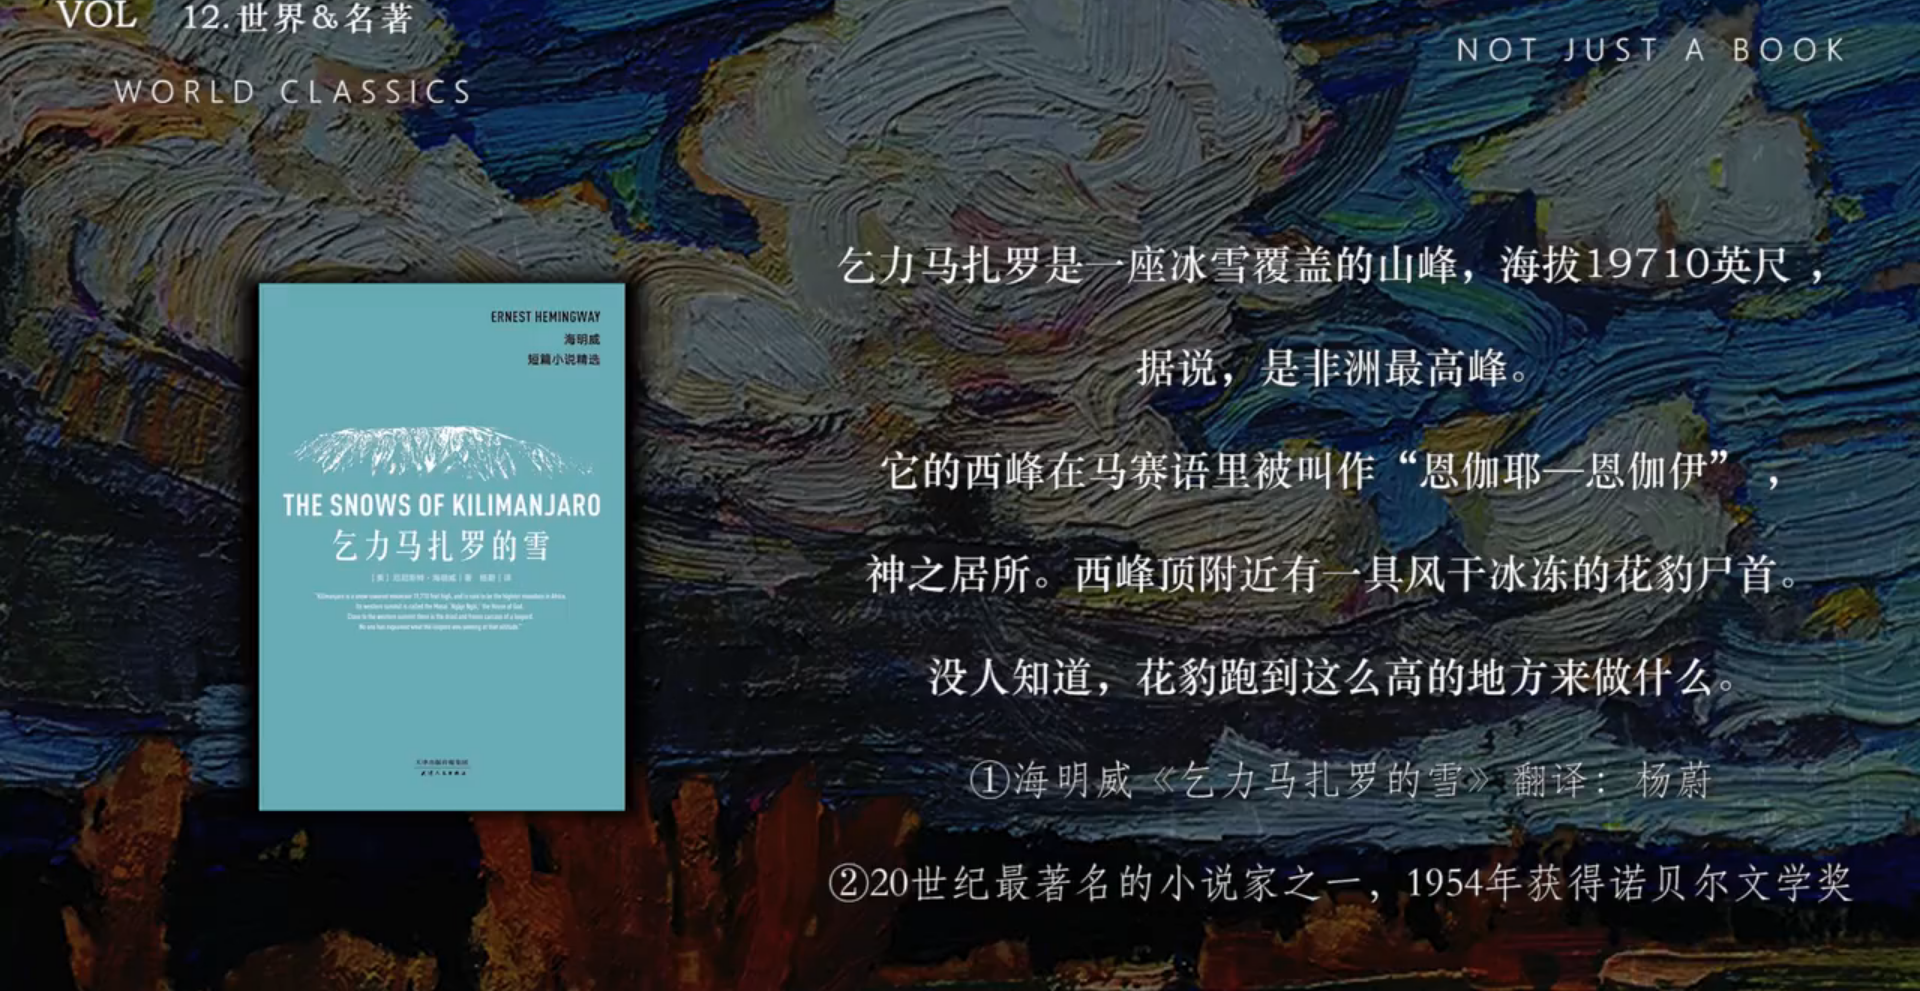 VOL 12.世界&名著
WORLD CLASSICS
NOT JUST A BOOK
ERNEST HEMINGWAY
海明威
短篇小说精选
THE SNOWS OF KILIMANJARO
乞力马扎罗的雪
乞力马扎罗是一座冰雪覆盖的山峰，海拔19710英尺，
据说，是非洲最高峰。
它的西峰在马赛语里被叫作“恩伽耶—恩伽伊”，
神之居所。西峰顶附近有一具风干冰冻的花豹尸首。
没人知道，花豹跑到这么高的地方来做什么。
①海明威《乞力马扎罗的雪》翻译：杨蔚
②20世纪最著名的小说家之一，1954年获得诺贝尔文学奖